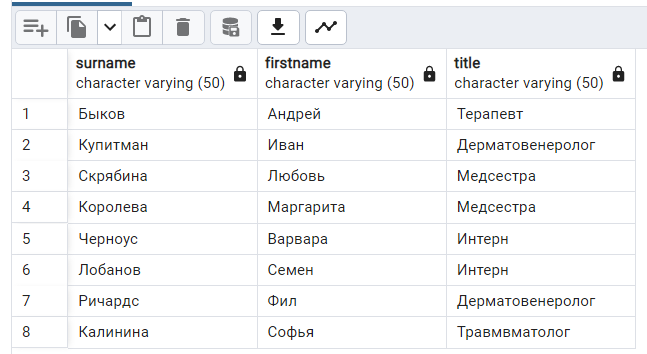 surname firstname title
character varying (50) character varying (50) character varying (50)
1 Быков Андрей Терапевт
2 Купитман Иван Дерматовенеролог
3 Скрябина Любовь Медсестра
4 Королева Маргарита Медсестра
5 Черноус Варвара Интерн
6 Лобанов Семен Интерн
7 Ричардс Фил Дерматовенеролог
8 Калинина Софья Травмвматолог